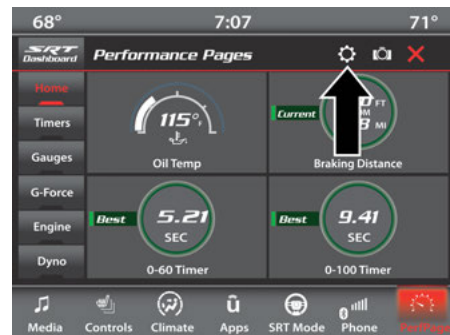 68° 7:07 71°
SRT
Dashboard
Performance Pages
Home
Timers
Gauges
G-Force
Engine
Dyno
115°F
Oil Temp
Current
FT
MI
Braking Distance
Best
5.21
SEC
0-60 Timer
Best
9.41
SEC
0-100 Timer
Media Controls Climate Apps SRT Mode Phone